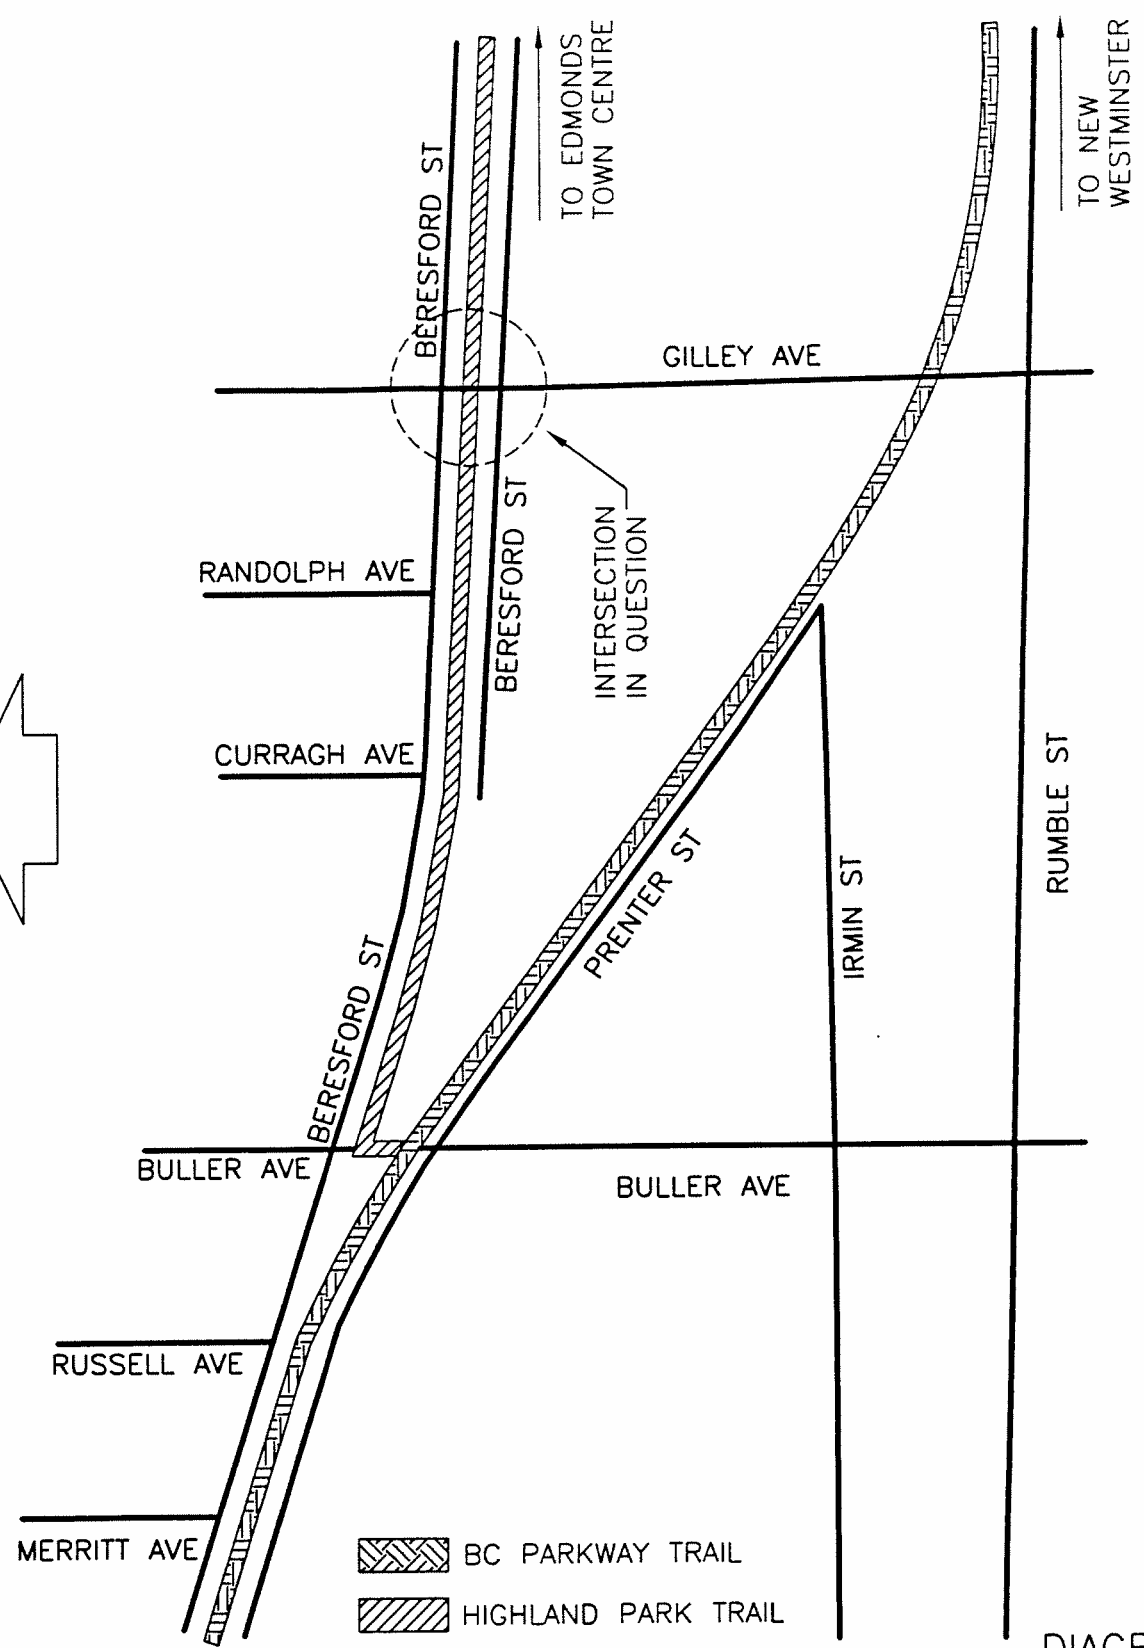 TO EDMONDS
TOWN CENTRE
TO NEW
WESTMINSTER
BERESFORD ST
GILLEY AVE
INTERSECTION
IN QUESTION
BERESFORD ST
RANDOLPH AVE
CURRAGH AVE
RUMBLE ST
PRENTER ST
IRMIN ST
BERESFORD ST
BULLER AVE
BULLER AVE
RUSSELL AVE
MERRITT AVE
BC PARKWAY TRAIL
HIGHLAND PARK TRAIL